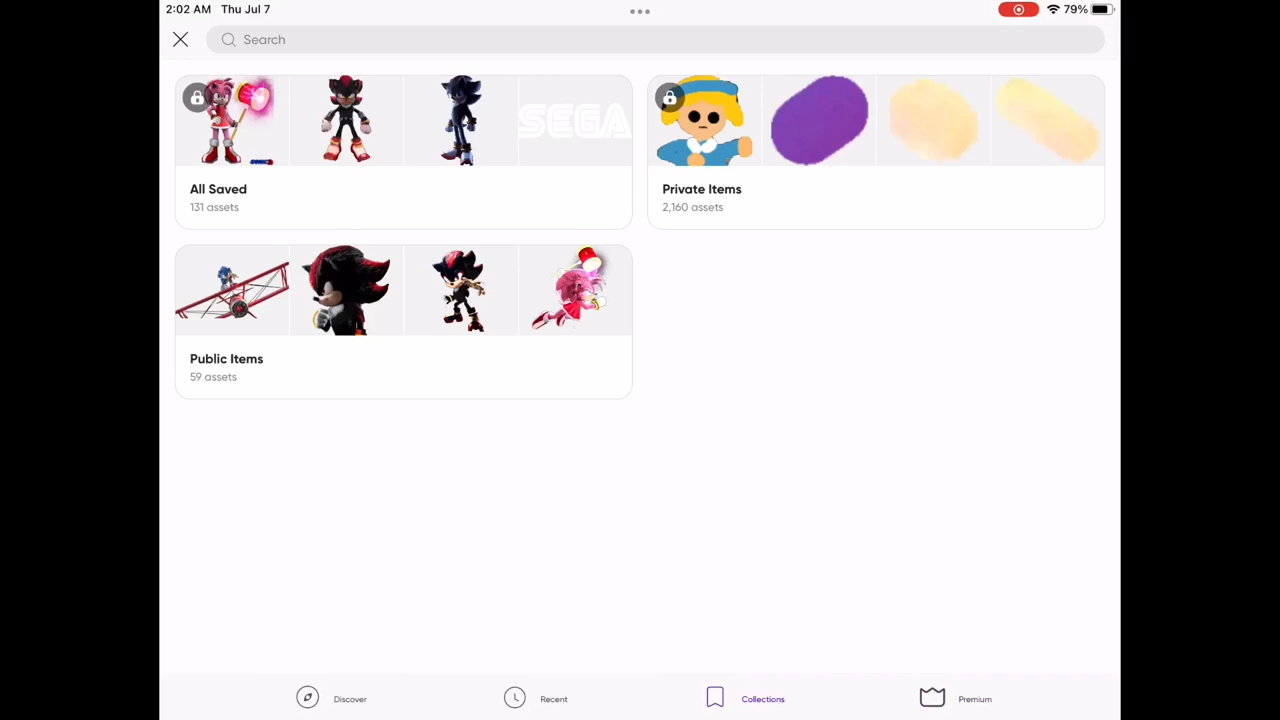 2:02 AM Thu Jul 7
79%
Search
SEGA
All Saved
131 assets
Private Items
2,160 assets
Public Items
59 assets
Discover
Recent
Collections
Premium